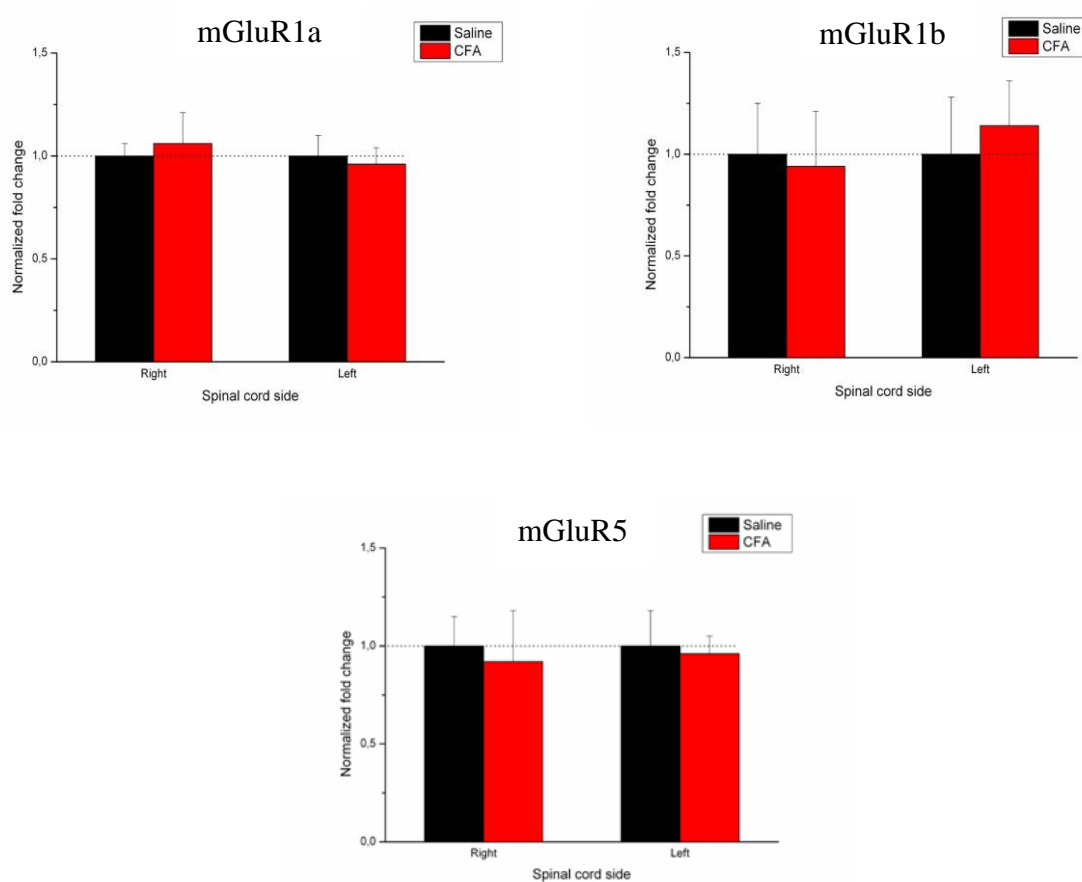 mGluR1a
Saline
CFA
1,5
1,0
0,5
0,0
Normalized fold change
Right
Left
Spinal cord side
mGluR1b
Saline
CFA
1,5
1,0
0,5
0,0
Normalized fold change
Right
Left
Spinal cord side
mGluR5
Saline
CFA
1,5
1,0
0,5
0,0
Normalized fold change
Right
Left
Spinal cord side